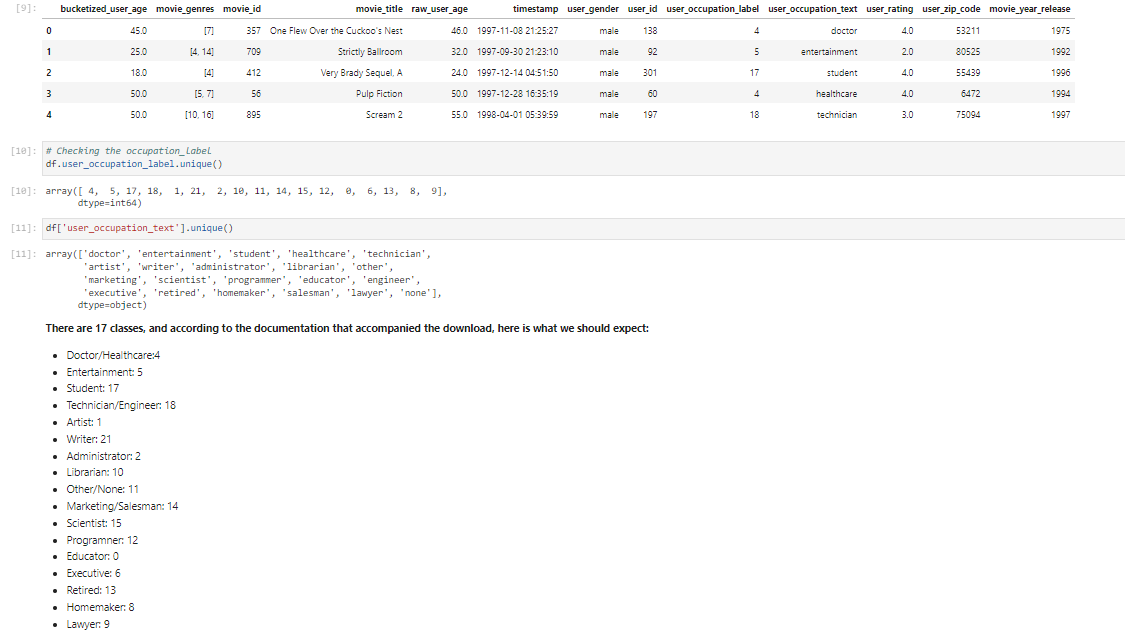 [9]: bucketized_user_age movie_genres movie_id movie_title raw_user_age timestamp user_gender user_id user_occupation_label user_occupation_text user_rating user_zip_code movie_year_release
0 45.0 [7] 357 One Flew Over the Cuckoo's Nest 46.0 1997-11-08 21:25:27 male 138 4 doctor 4.0 53211 1975
1 25.0 [4, 14] 709 Strictly Ballroom 32.0 1997-09-30 21:23:10 male 92 5 entertainment 2.0 80525 1992
2 18.0 [4] 412 Very Brady Sequel, A 24.0 1997-12-14 04:51:50 male 301 17 student 4.0 55439 1996
3 50.0 [5, 7] 56 Pulp Fiction 50.0 1997-12-28 16:35:19 male 60 4 healthcare 4.0 6472 1994
4 50.0 [10, 16] 895 Scream 2 55.0 1998-04-01 05:39:59 male 197 18 technician 3.0 75094 1997
[10]: # Checking the occupation_label
df.user_occupation_label.unique()
[10]: array([ 4, 5, 17, 18, 1, 21, 2, 10, 11, 14, 15, 12, 0, 6, 13, 8, 9],
dtype=int64)
[11]: df['user_occupation_text'].unique()
[11]: array(['doctor', 'entertainment', 'student', 'healthcare', 'technician',
'artist', 'writer', 'administrator', 'librarian', 'other',
'marketing', 'scientist', 'programmer', 'educator', 'engineer',
'executive', 'retired', 'homemaker', 'salesman', 'lawyer', 'none'],
dtype=object)
There are 17 classes, and according to the documentation that accompanied the download, here is what we should expect:
• Doctor/Healthcare:4
• Entertainment: 5
• Student: 17
• Technician/Engineer: 18
• Artist: 1
• Writer: 21
• Administrator: 2
• Librarian: 10
• Other/None: 11
• Marketing/Salesman: 14
• Scientist: 15
• Programner: 12
• Educator: 0
• Executive: 6
• Retired: 13
• Homemaker: 8
• Lawyer: 9